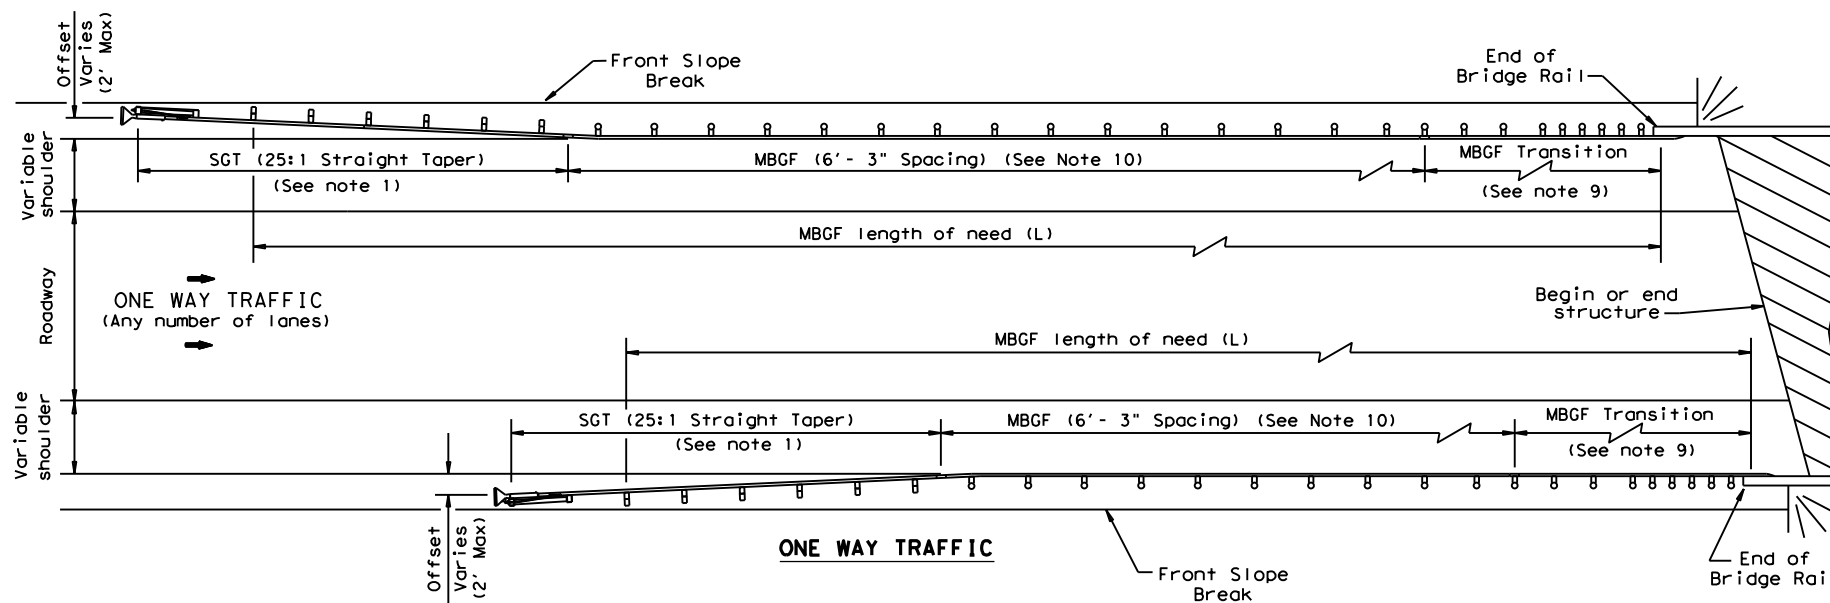 Offset
Varies
(2' Max)
Front Slope
Break
End of
Bridge Rail
Variable
shoulder
SGT (25:1 Straight Taper)
(See note 1)
MBGF (6'- 3" Spacing) (See Note 10)
MBGF Transition
(See note 9)
MBGF length of need (L)
Roadway
ONE WAY TRAFFIC
(Any number of lanes)
Begin or end
structure
MBGF length of need (L)
Variable
shoulder
SGT (25:1 Straight Taper)
(See note 1)
MBGF (6'- 3" Spacing) (See Note 10)
MBGF Transition
(See note 9)
Offset
Varies
(2' Max)
ONE WAY TRAFFIC
Front Slope
Break
End of
Bridge Rai